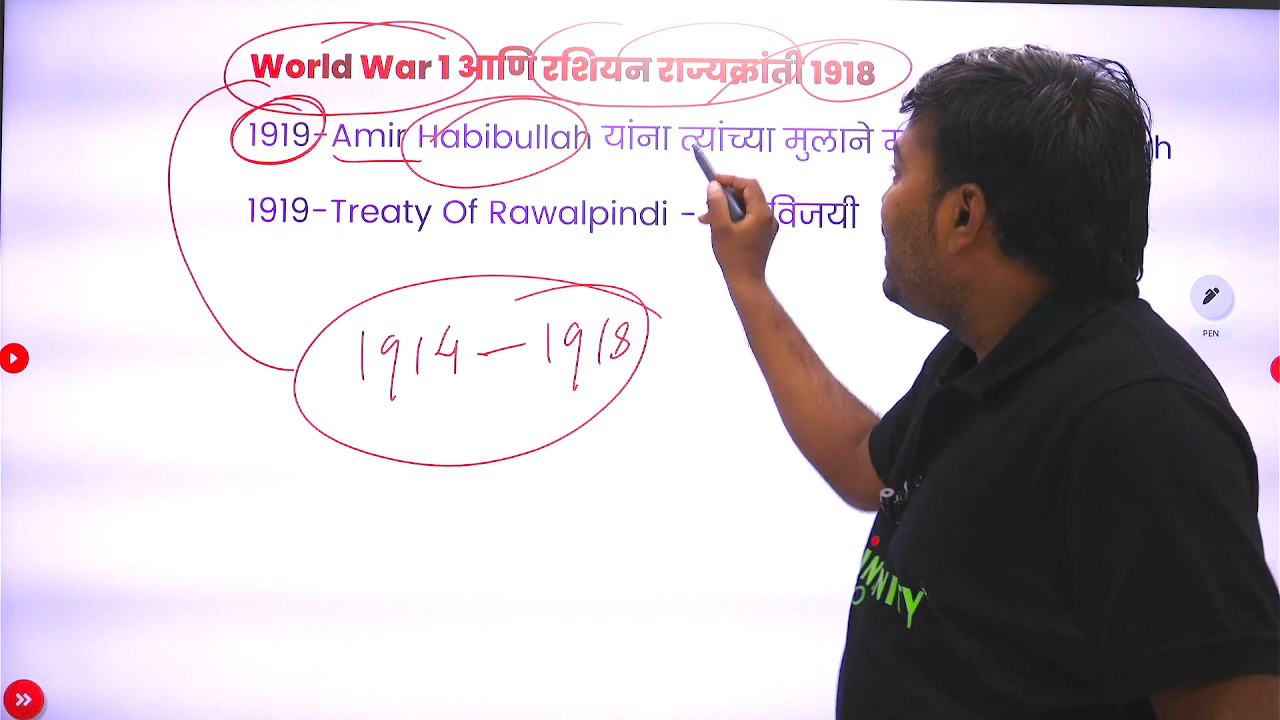 World War 1 आणि रशियन राज्यक्रांती 1918
1919-Amir Habibullah यांना त्यांच्या मुलाने
1919-Treaty Of Rawalpindi - विजयी
1914 - 1918
PEN